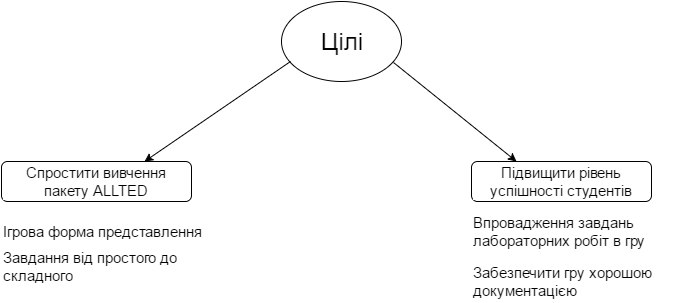 Цілі
Спростити вивчення
пакету ALLTED
Ігрова форма представлення
Завдання від простого до
складного
Підвищити рівень
успішності студентів
Впровадження завдань
лабораторних робіт в гру
Забезпечити гру хорошою
документацією